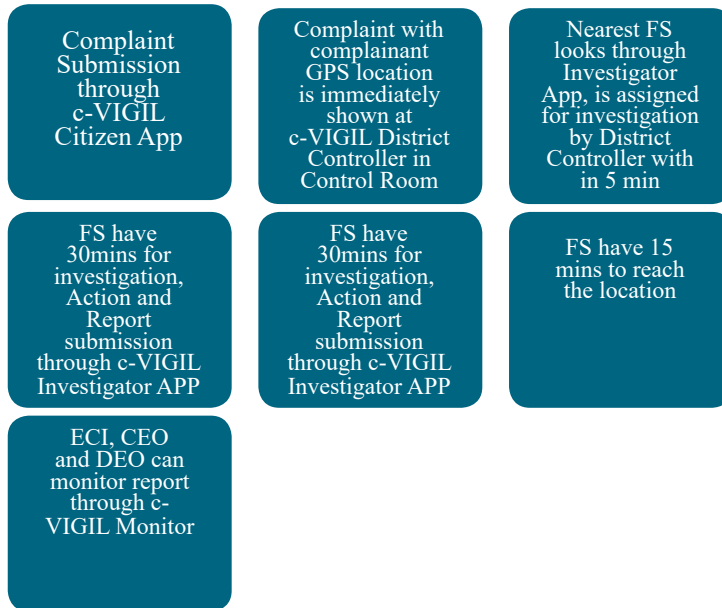 Complaint
Submission
through
c-VIGIL
Citizen App
Complaint with
complainant
GPS location
is immediately
shown at
c-VIGIL District
Controller in
Control Room
Nearest FS
looks through
Investigator
App, is assigned
for investigation
by District
Controller with
in 5 min
FS have
30mins for
investigation,
Action and
Report
submission
through c-VIGIL
Investigator APP
FS have
30mins for
investigation,
Action and
Report
submission
through c-VIGIL
Investigator APP
FS have 15
mins to reach
the location
ECI, CEO
and DEO can
monitor report
through c-
VIGIL Monitor